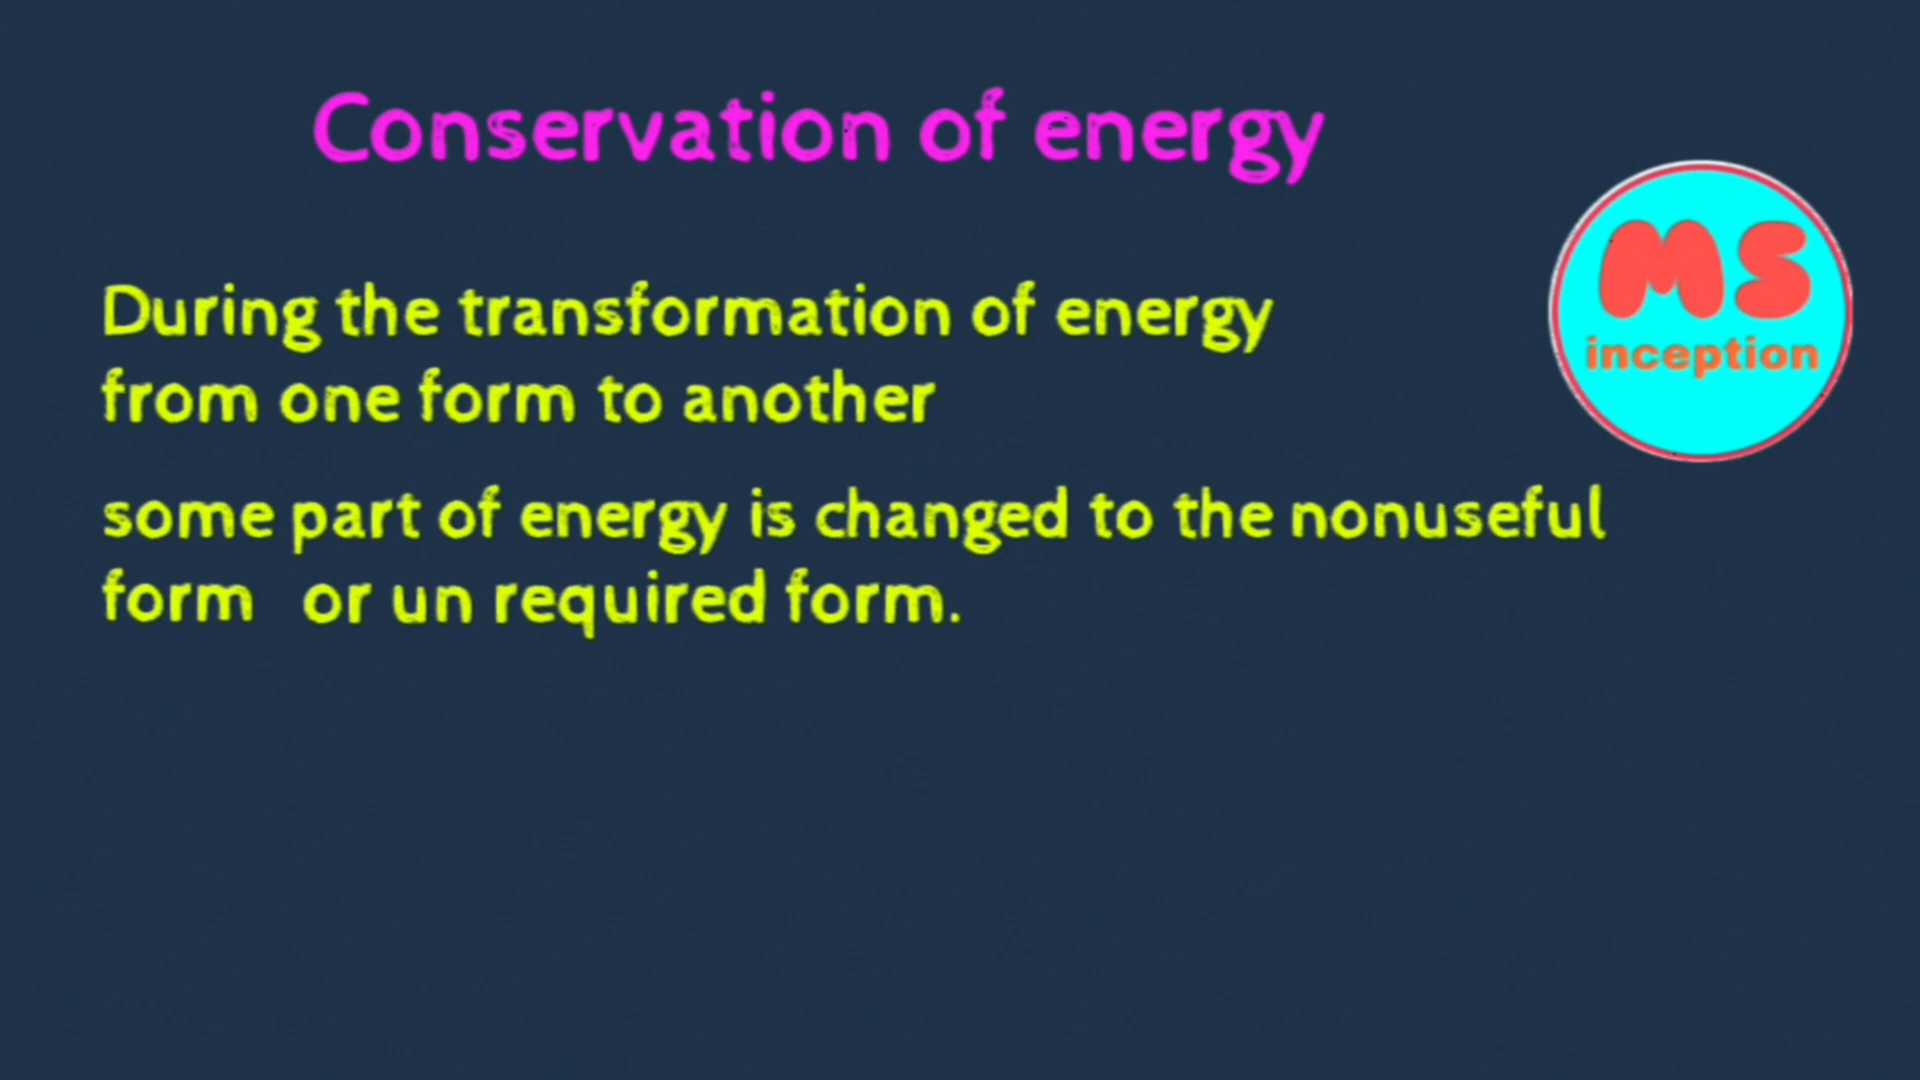 Conservation of energy
During the transformation of energy
from one form to another
MS
inception
some part of energy is changed to the nonuseful
form or un required form.